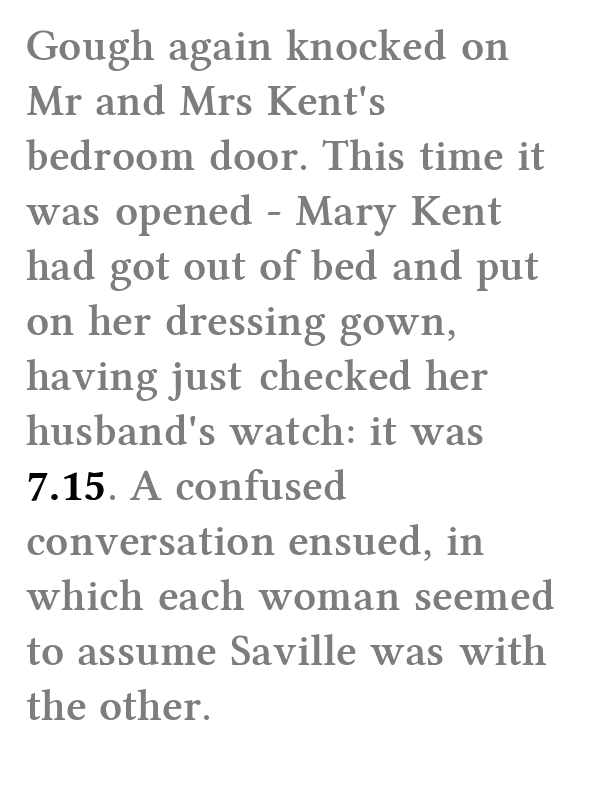 Gough again knocked on
Mr and Mrs Kent's
bedroom door. This time it
was opened - Mary Kent
had got out of bed and put
on her dressing gown,
having just checked her
husband's watch: it was
7.15. A confused
conversation ensued, in
which each woman seemed
to assume Saville was with
the other.